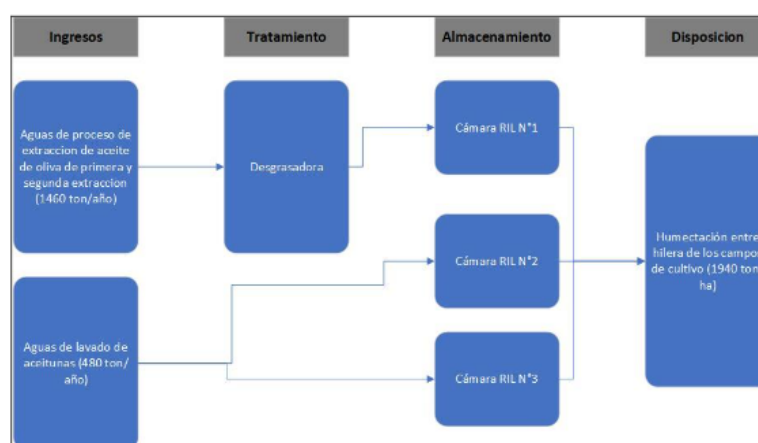 Ingresos
Tratamiento
Almacenamiento
Disposicion
Aguas de proceso de
extraccion de aceite
de oliva de primera y
segunda extraccion
(1460 ton/año)
Desgrasadora
Cámara RIL N°1
Cámara RIL N°2
Cámara RIL N°3
Aguas de lavado de
aceitunas (480 ton/
año)
Humectación entre
hilera de los campo
de cultivo (1940 ton
ha)